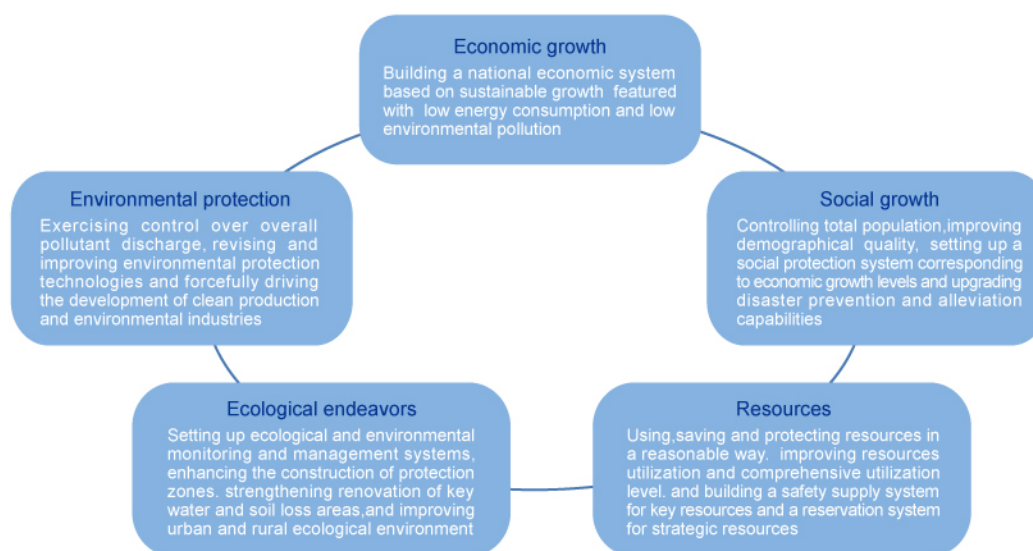 Economic growth
Building a national economic system
based on sustainable growth featured
with low energy consumption and low
environmental pollution
Environmental protection
Exercising control over overall
pollutant discharge, revising and
improving environmental protection
technologies and forcefully driving
the development of clean production
and environmental industries
Social growth
Controlling total population,improving
demographical quality, setting up a
social protection system corresponding
to economic growth levels and upgrading
disaster prevention and alleviation
capabilities
Ecological endeavors
Setting up ecological and environmental
monitoring and management systems,
enhancing the construction of protection
zones. strengthening renovation of key
water and soil loss areas,and improving
urban and rural ecological environment
Resources
Using,saving and protecting resources in
a reasonable way. improving resources
utilization and comprehensive utilization
level. and building a safety supply system
for key resources and a reservation system
for strategic resources